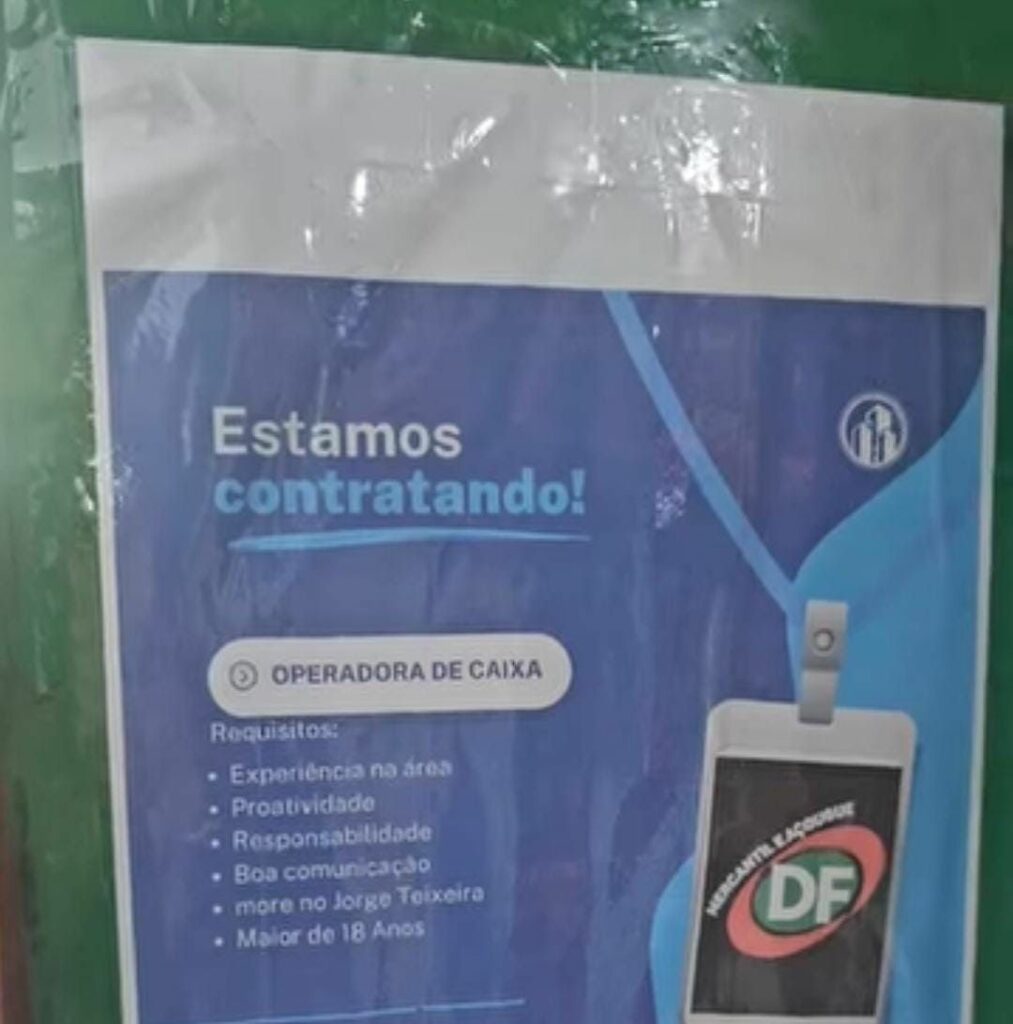 Estamos
contratando!
OPERADORA DE CAIXA
Requisitos:
• Experiência na área
• Proatividade
• Responsabilidade
• Boa comunicação
• more no Jorge Teixeira
• Maior de 18 Anos
MERCANTIL E AÇOUGUE
DF